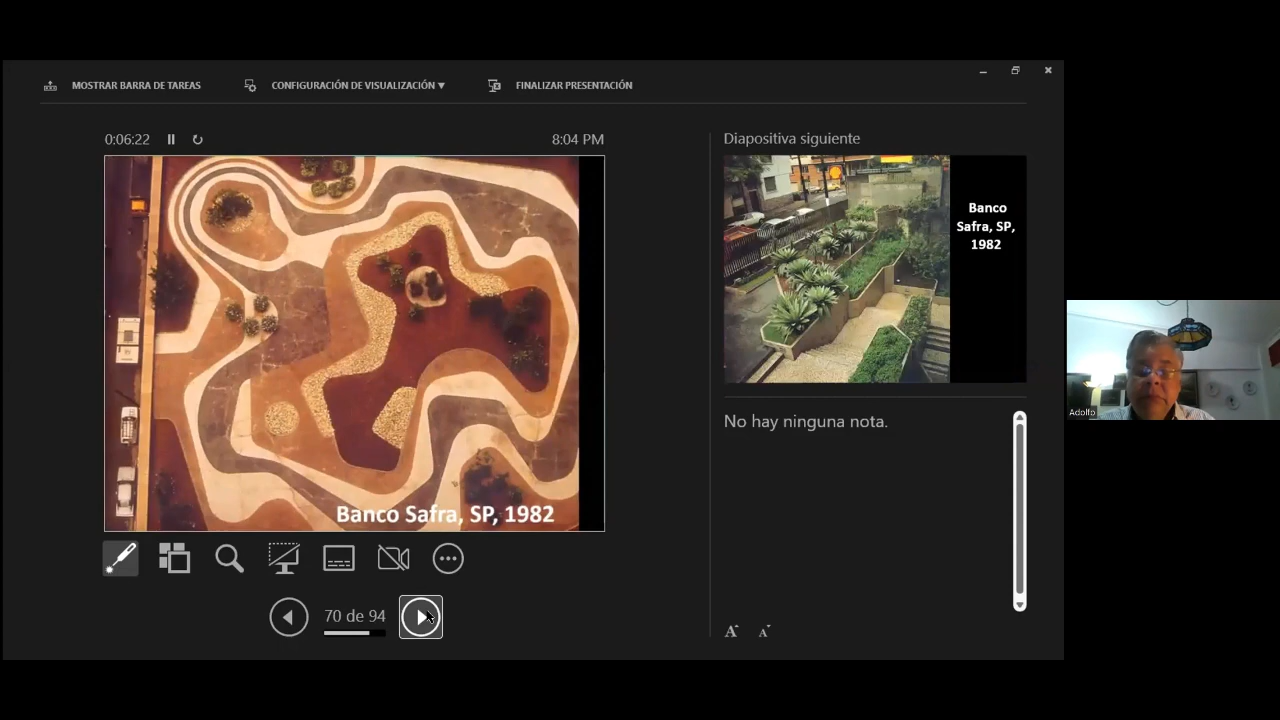 MOSTRAR BARRA DE TAREAS
CONFIGURACIÓN DE VISUALIZACIÓN ▼
FINALIZAR PRESENTACIÓN
0:06:22
8:04 PM
Diapositiva siguiente
Banco Safra, SP, 1982
Banco
Safra, SP,
1982
No hay ninguna nota.
Adolfo
70 de 94
A A